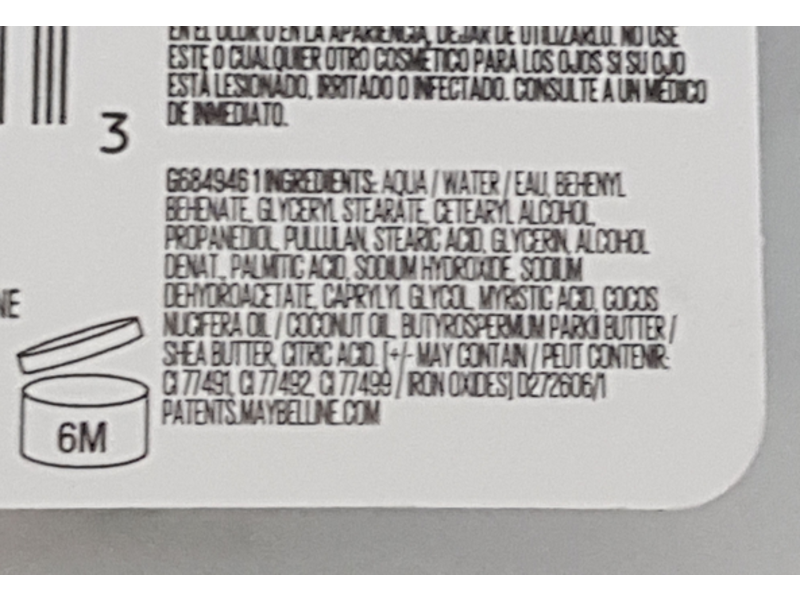 EN EL OLOR O EN LA APARIENCIA, DEJAR DE UTILIZARLO. NO USE
ESTE O CUALQUIER OTRO COSMÉTICO PARA LOS OJOS SI SU OJO
ESTÁ LESIONADO, IRRITADO O INFECTADO. CONSULTE A UN MÉDICO
DE INMEDIATO.
3
G6849461 INGREDIENTS: AQUA / WATER / EAU, BEHENYL
BEHENATE, GLYCERYL STEARATE, CETEARYL ALCOHOL,
PROPANEDIOL, PULLULAN, STEARIC ACID, GLYCERIN, ALCOHOL
DENAT., PALMITIC ACID, SODIUM HYDROXIDE, SODIUM
DEHYDROACETATE, CAPRYLYL GLYCOL, MYRISTIC ACID, COCOS
NUCIFERA OIL / COCONUT OIL, BUTYROSPERMUM PARKII BUTTER /
SHEA BUTTER, CITRIC ACID. [+/- MAY CONTAIN / PEUT CONTENIR:
CI 77491, CI 77492, CI 77499 / IRON OXIDES] D272606/1
PATENTS.MAYBELLINE.COM
NE
6M